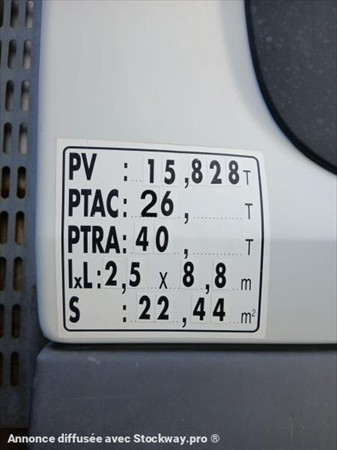 PV : 15,828 T
PTAC: 26, T
PTRA: 40, T
lxL: 2,5 x 8,8 m
S : 22,44 m²
Annonce diffusée avec Stockway.pro ®